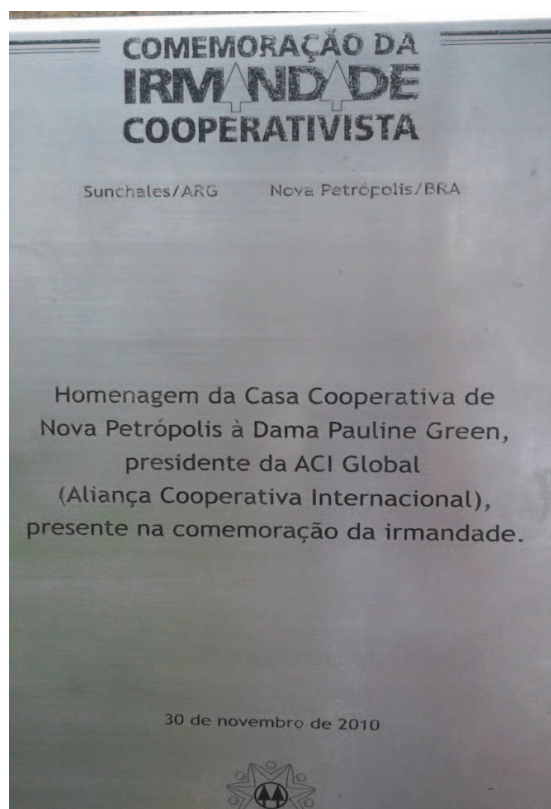 COMEMORAÇÃO DA
IRMANDADE
COOPERATIVISTA
Sunchales/ARG Nova Petrópolis/BRA
Homenagem da Casa Cooperativa de
Nova Petrópolis à Dama Pauline Green,
presidente da ACI Global
(Aliança Cooperativa Internacional),
presente na comemoração da irmandade.
30 de novembro de 2010